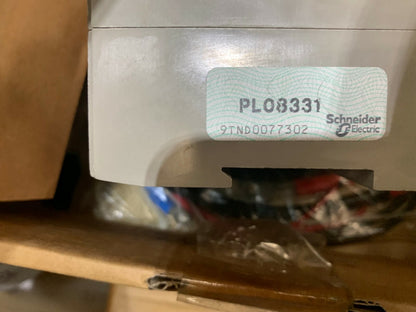 PL08331
9TND0077302
Schneider
Electric